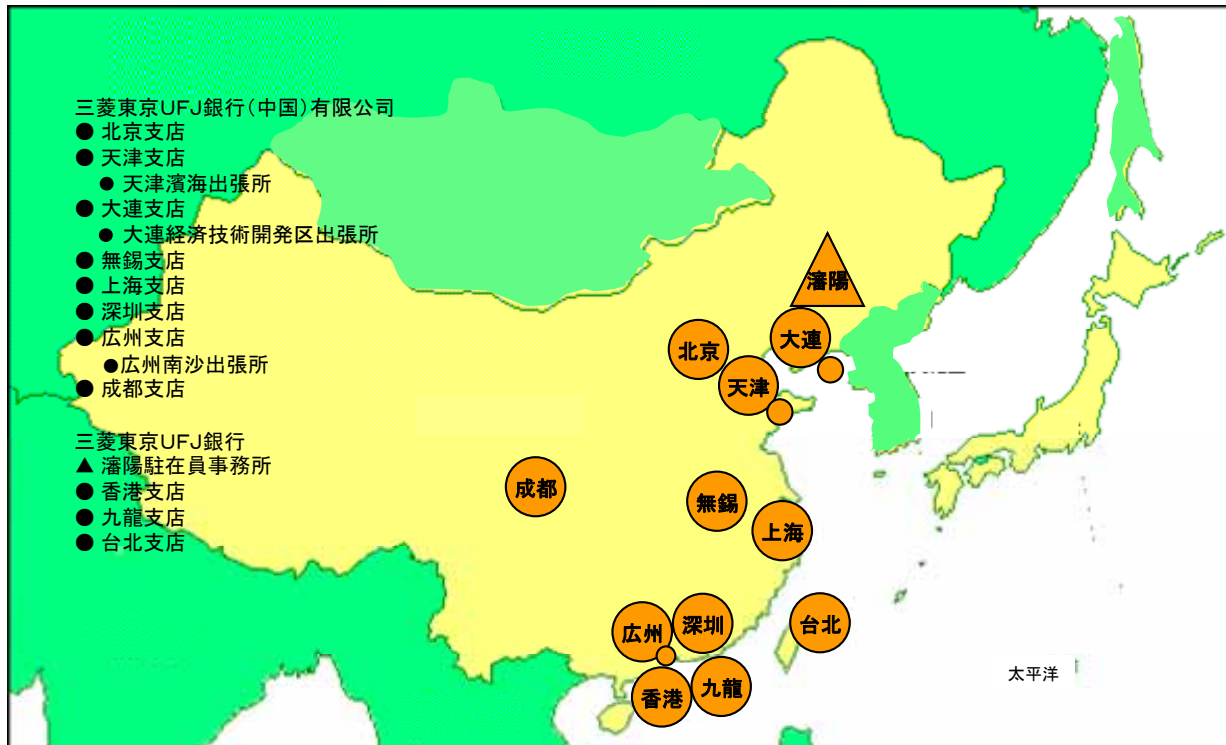 三菱東京UFJ銀行(中国)有限公司
● 北京支店
● 天津支店
● 天津濱海出張所
● 大連支店
● 大連経済技術開発区出張所
● 無錫支店
● 上海支店
● 深圳支店
● 広州支店
●広州南沙出張所
● 成都支店
三菱東京UFJ銀行
▲ 瀋陽駐在員事務所
● 香港支店
● 九龍支店
● 台北支店
瀋陽
大連
北京
天津
成都
無錫
上海
広州
深圳
台北
香港
九龍
太平洋